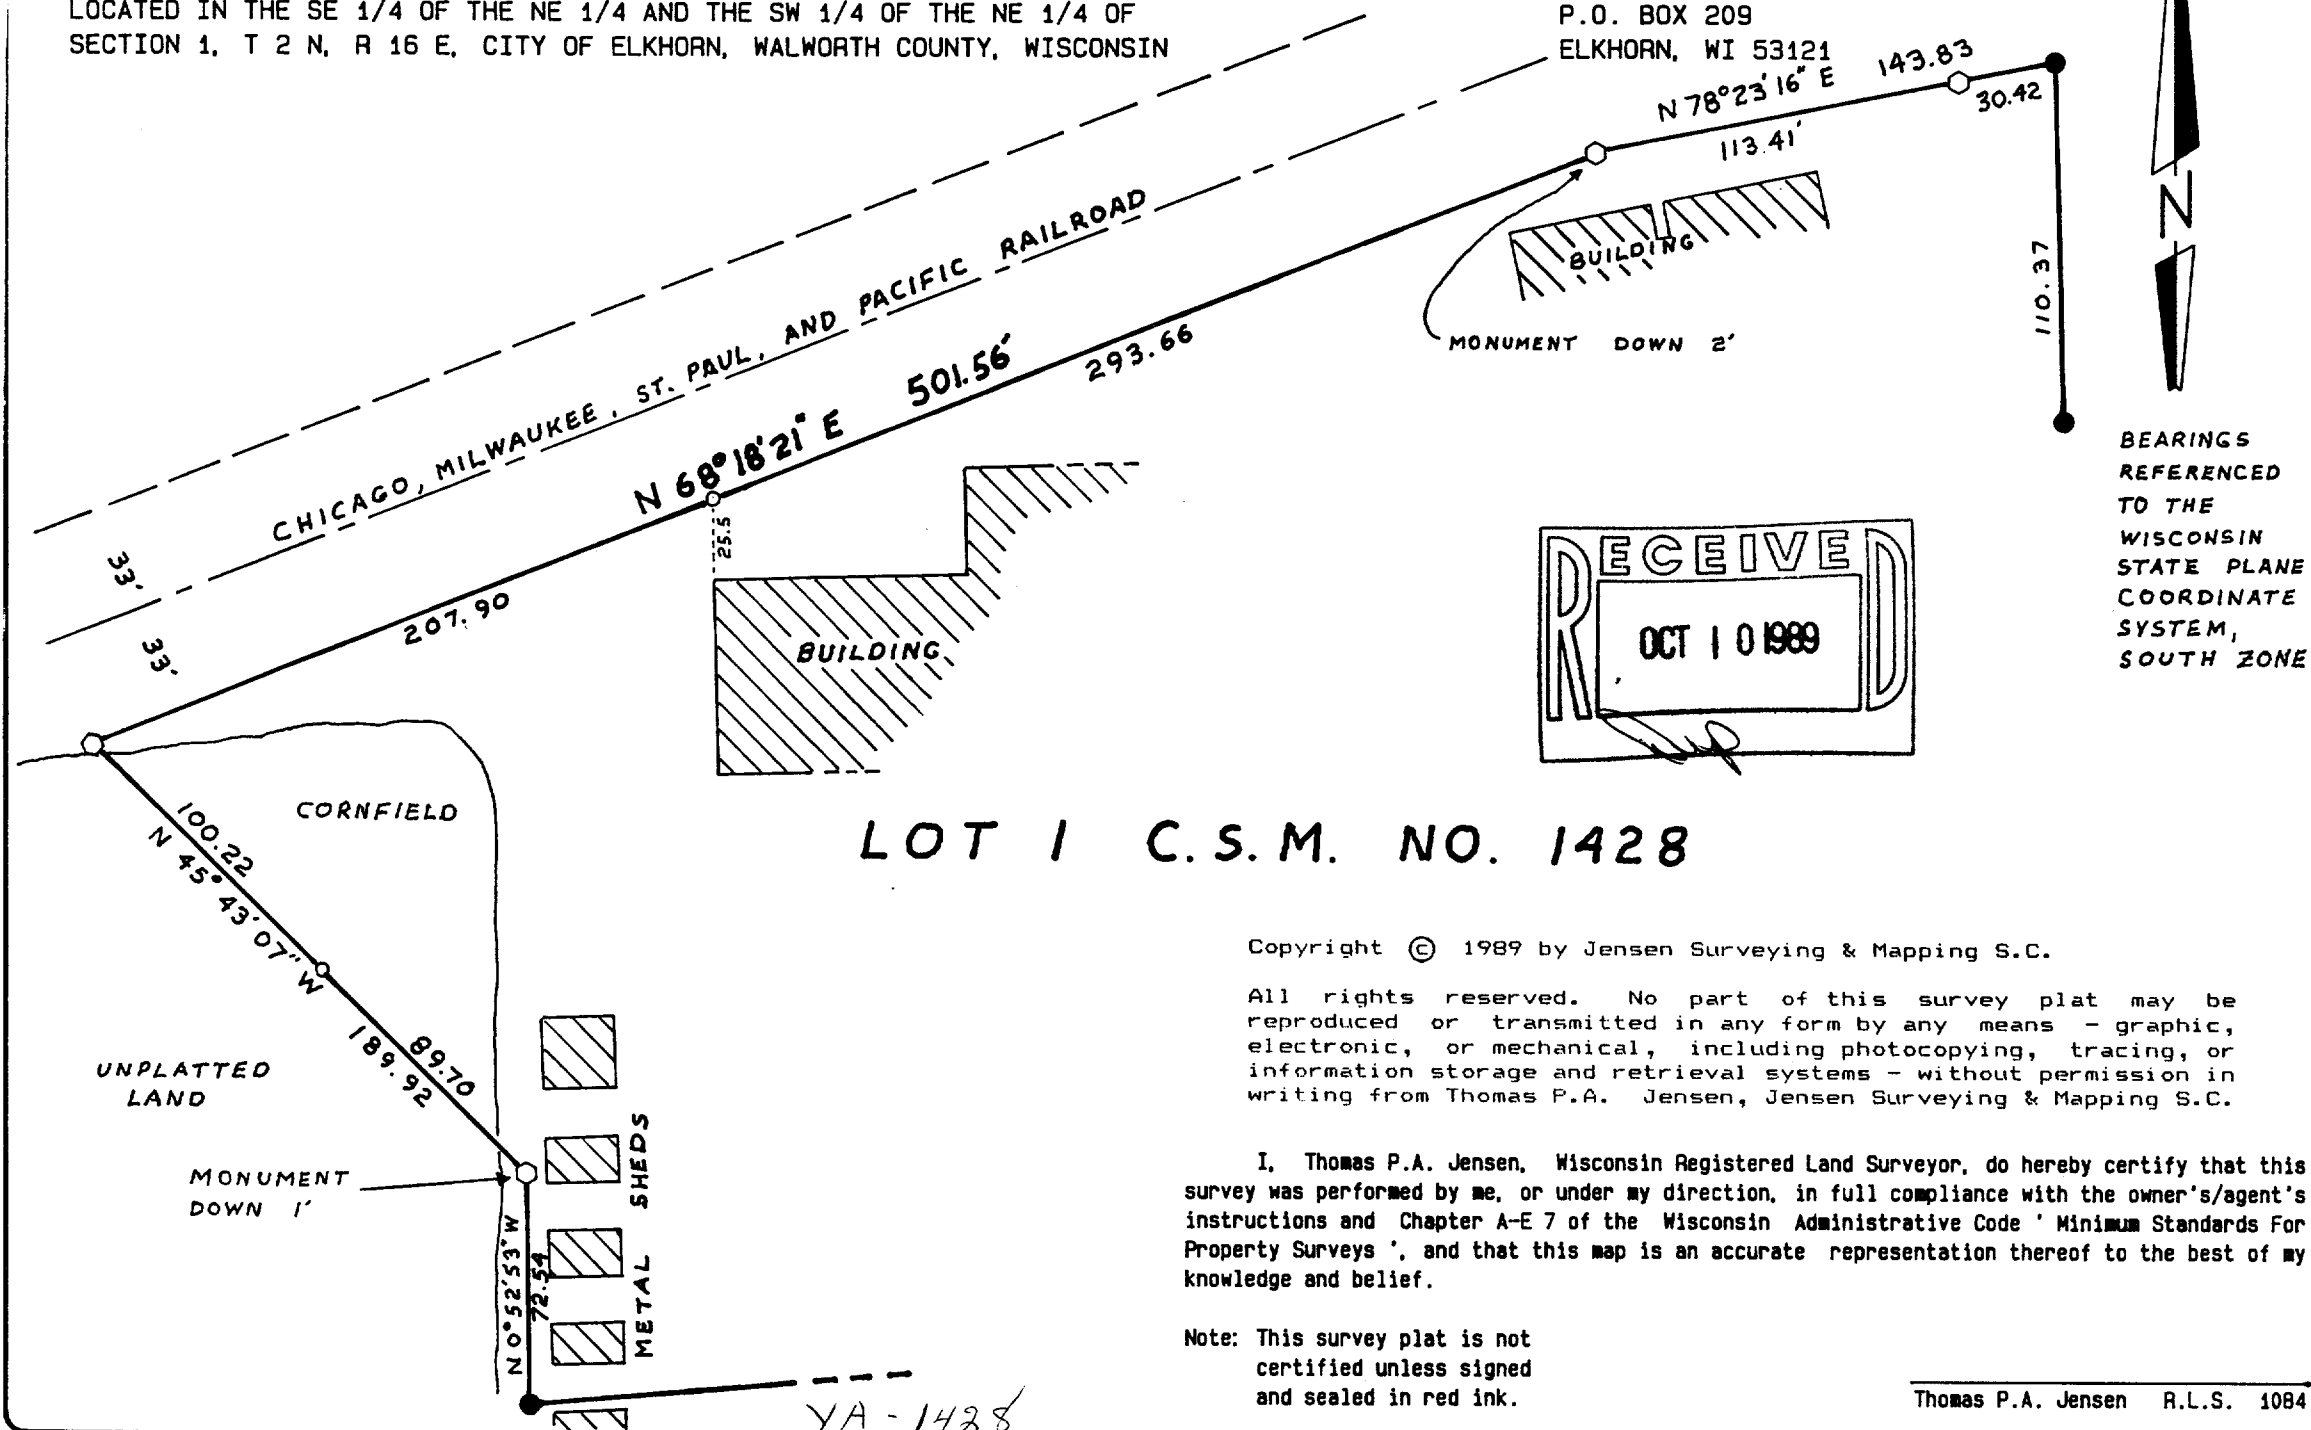 LOCATED IN THE SE 1/4 OF THE NE 1/4 AND THE SW 1/4 OF THE NE 1/4 OF
SECTION 1, T 2 N, R 16 E, CITY OF ELKHORN, WALWORTH COUNTY, WISCONSIN
P.O. BOX 209
ELKHORN, WI 53121
N 78°23'16" E 143.83
30.42
113.41'
N
110.37
BUILDING
MONUMENT DOWN 2'
CHICAGO, MILWAUKEE, ST. PAUL, AND PACIFIC RAILROAD
N 68°18'21" E 501.56'
293.66
207.90
33'
33'
25.5
BUILDING
BEARINGS
REFERENCED
TO THE
WISCONSIN
STATE PLANE
COORDINATE
SYSTEM,
SOUTH ZONE
RECEIVED
OCT 10 1989
CORNFIELD
LOT 1 C.S.M. NO. 1428
100.22
N 45°43'07" W
89.70
189.92
UNPLATTED
LAND
MONUMENT
DOWN 1'
METAL SHEDS
N 0°52'53" W
72.54
VA-1428
Copyright © 1989 by Jensen Surveying & Mapping S.C.
All rights reserved. No part of this survey plat may be
reproduced or transmitted in any form by any means - graphic,
electronic, or mechanical, including photocopying, tracing, or
information storage and retrieval systems - without permission in
writing from Thomas P.A. Jensen, Jensen Surveying & Mapping S.C.
I, Thomas P.A. Jensen, Wisconsin Registered Land Surveyor, do hereby certify that this
survey was performed by me, or under my direction, in full compliance with the owner's/agent's
instructions and Chapter A-E 7 of the Wisconsin Administrative Code ' Minimum Standards For
Property Surveys ', and that this map is an accurate representation thereof to the best of my
knowledge and belief.
Note: This survey plat is not
certified unless signed
and sealed in red ink.
Thomas P.A. Jensen R.L.S. 1084